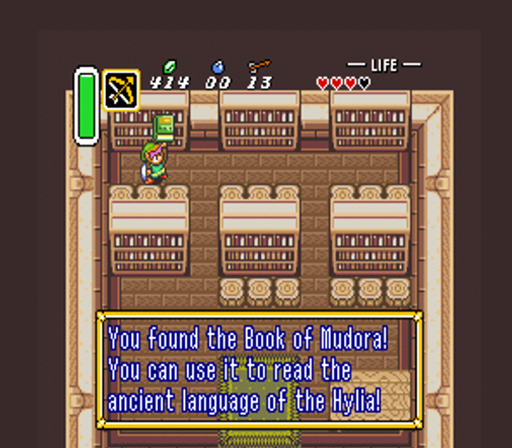 — LIFE —
414 00 13
You found the Book of Mudora!
You can use it to read the
ancient language of the Hylia!